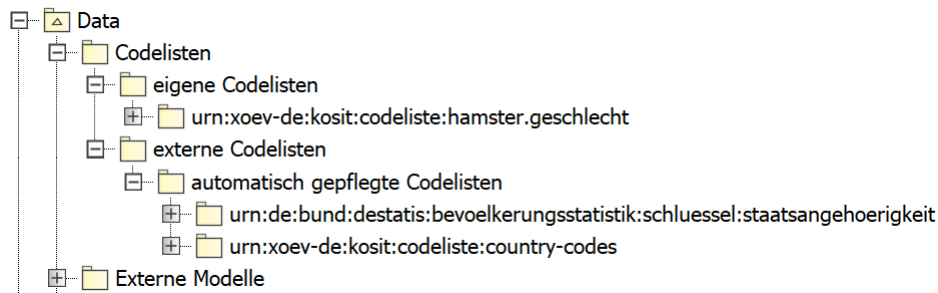 Data
Codelisten
eigene Codelisten
urn:xoev-de:kosit:codeliste:hamster.geschlecht
externe Codelisten
automatisch gepflegte Codelisten
urn:de:bund:destatis:bevoelkerungsstatistik:schluessel:staatsangehoerigkeit
urn:xoev-de:kosit:codeliste:country-codes
Externe Modelle